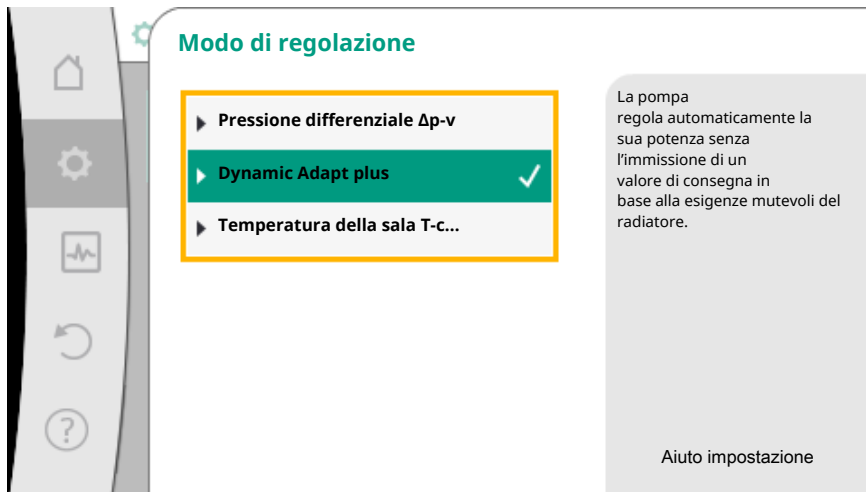 Modo di regolazione
Pressione differenziale Δp-v
Dynamic Adapt plus
Temperatura della sala T-c...
La pompa
regola automaticamente la
sua potenza senza
l'immissione di un
valore di consegna in
base alla esigenze mutevoli del
radiatore.
Aiuto impostazione